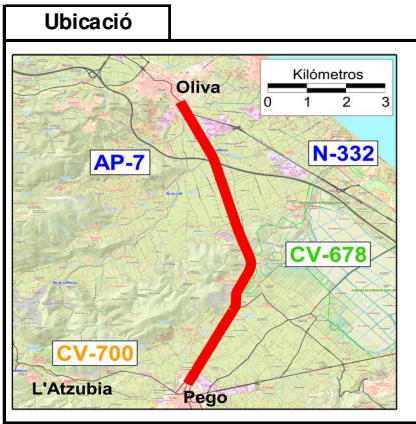 Ubicació
Oliva
Kilómetros
0 1 2 3
AP-7
N-332
CV-678
CV-700
L'Atzubia
Pego